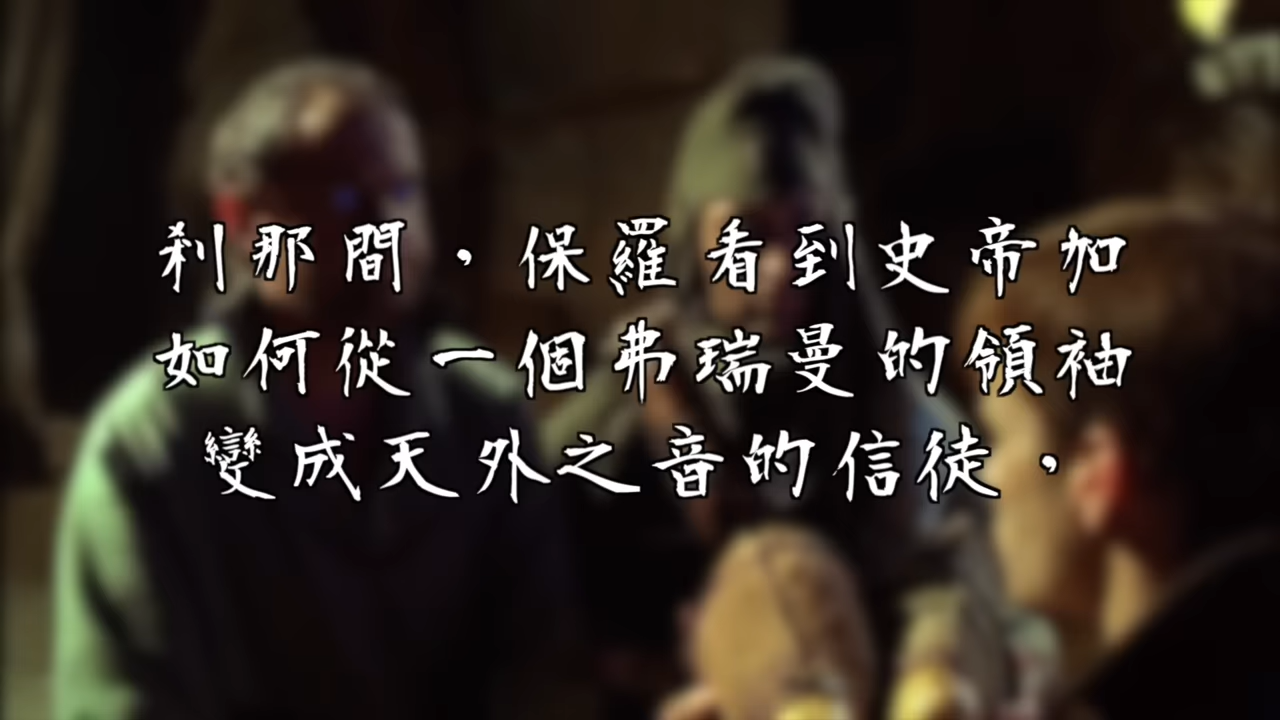 剎那間，保羅看到史帝加
如何從一個弗瑞曼的領袖
變成天外之音的信徒，